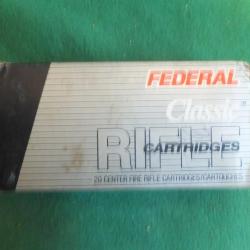 FEDERAL
Classic
RIFLE
CARTRIDGES
20 CENTER FIRE RIFLE CARTRIDGES/CARTOUCHES